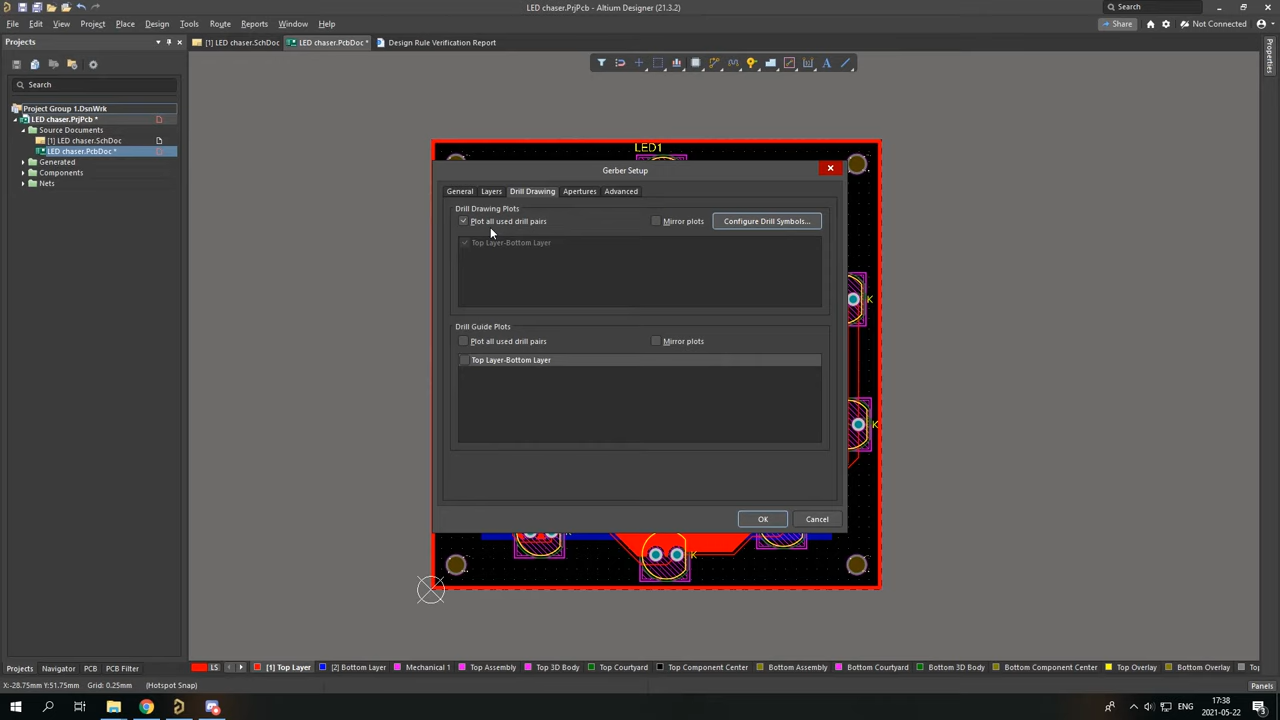 LED chaser.PrjPcb - Altium Designer (21.3.2)
Search
File Edit View Project Place Design Tools Route Reports Window Help
Share
Not Connected
Projects
[1] LED chaser.SchDoc
LED chaser.PcbDoc *
Design Rule Verification Report
Properties
Search
Project Group 1.DsnWrk
LED chaser.PrjPcb *
Source Documents
[1] LED chaser.SchDoc
LED chaser.PcbDoc *
Generated
Components
Nets
LED1
Gerber Setup
General Layers Drill Drawing Apertures Advanced
Drill Drawing Plots
Plot all used drill pairs
Mirror plots
Configure Drill Symbols...
Top Layer-Bottom Layer
Drill Guide Plots
Plot all used drill pairs
Mirror plots
Top Layer-Bottom Layer
OK
Cancel
K
K
K
K
Projects Navigator PCB PCB Filter
LS
[1] Top Layer
[2] Bottom Layer
Mechanical 1
Top Assembly
Top 3D Body
Top Courtyard
Top Component Center
Bottom Assembly
Bottom Courtyard
Bottom 3D Body
Bottom Component Center
Top Overlay
Bottom Overlay
Top
X:-28.75mm Y:51.75mm Grid: 0.25mm (Hotspot Snap)
Panels
ENG
17:38
2021-05-22
3